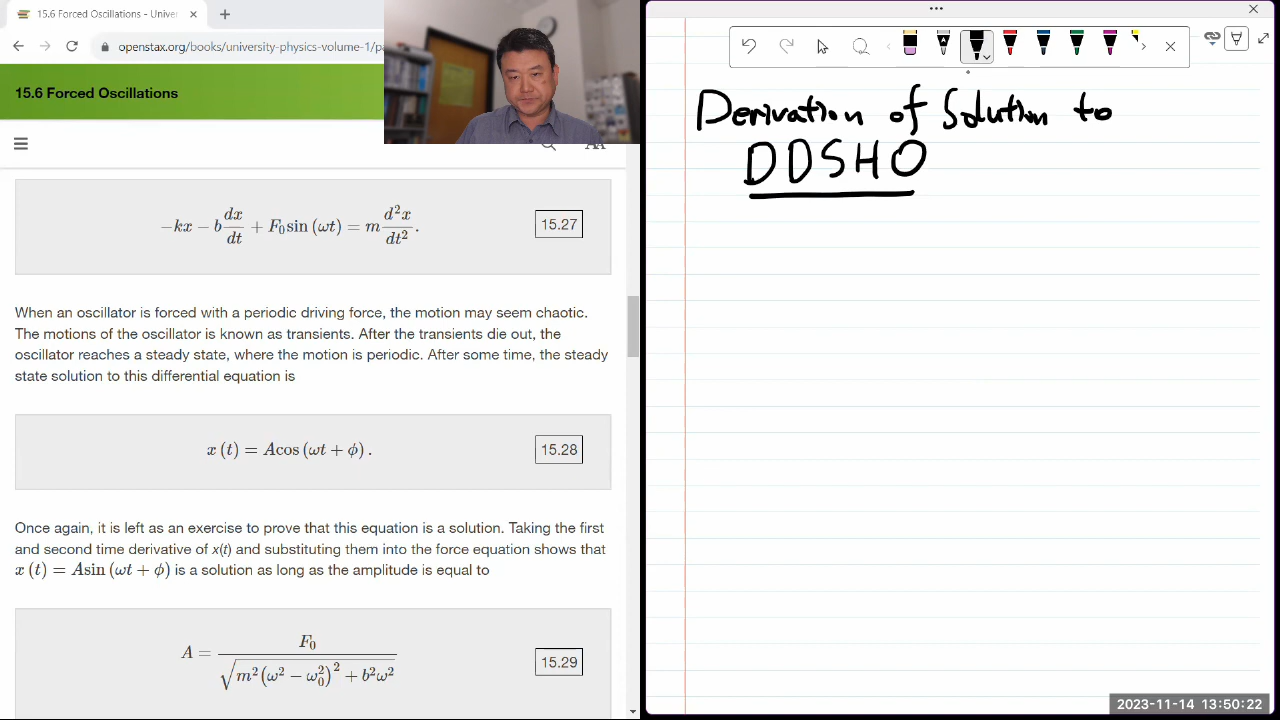 15.6 Forced Oscillations - Univer
openstax.org/books/university-physics-volume-1/pa
15.6 Forced Oscillations
AA
−kx − b dx/dt + F₀sin (ωt) = m d²x/dt².
15.27
When an oscillator is forced with a periodic driving force, the motion may seem chaotic.
The motions of the oscillator is known as transients. After the transients die out, the
oscillator reaches a steady state, where the motion is periodic. After some time, the steady
state solution to this differential equation is
x (t) = Acos (ωt + ϕ) .
15.28
Once again, it is left as an exercise to prove that this equation is a solution. Taking the first
and second time derivative of x(t) and substituting them into the force equation shows that
x (t) = Asin (ωt + ϕ) is a solution as long as the amplitude is equal to
A = F₀ / √(m²(ω² − ω₀²)² + b²ω²)
15.29
Derivation of Solution to
DDSHO
2023-11-14 13:50:22